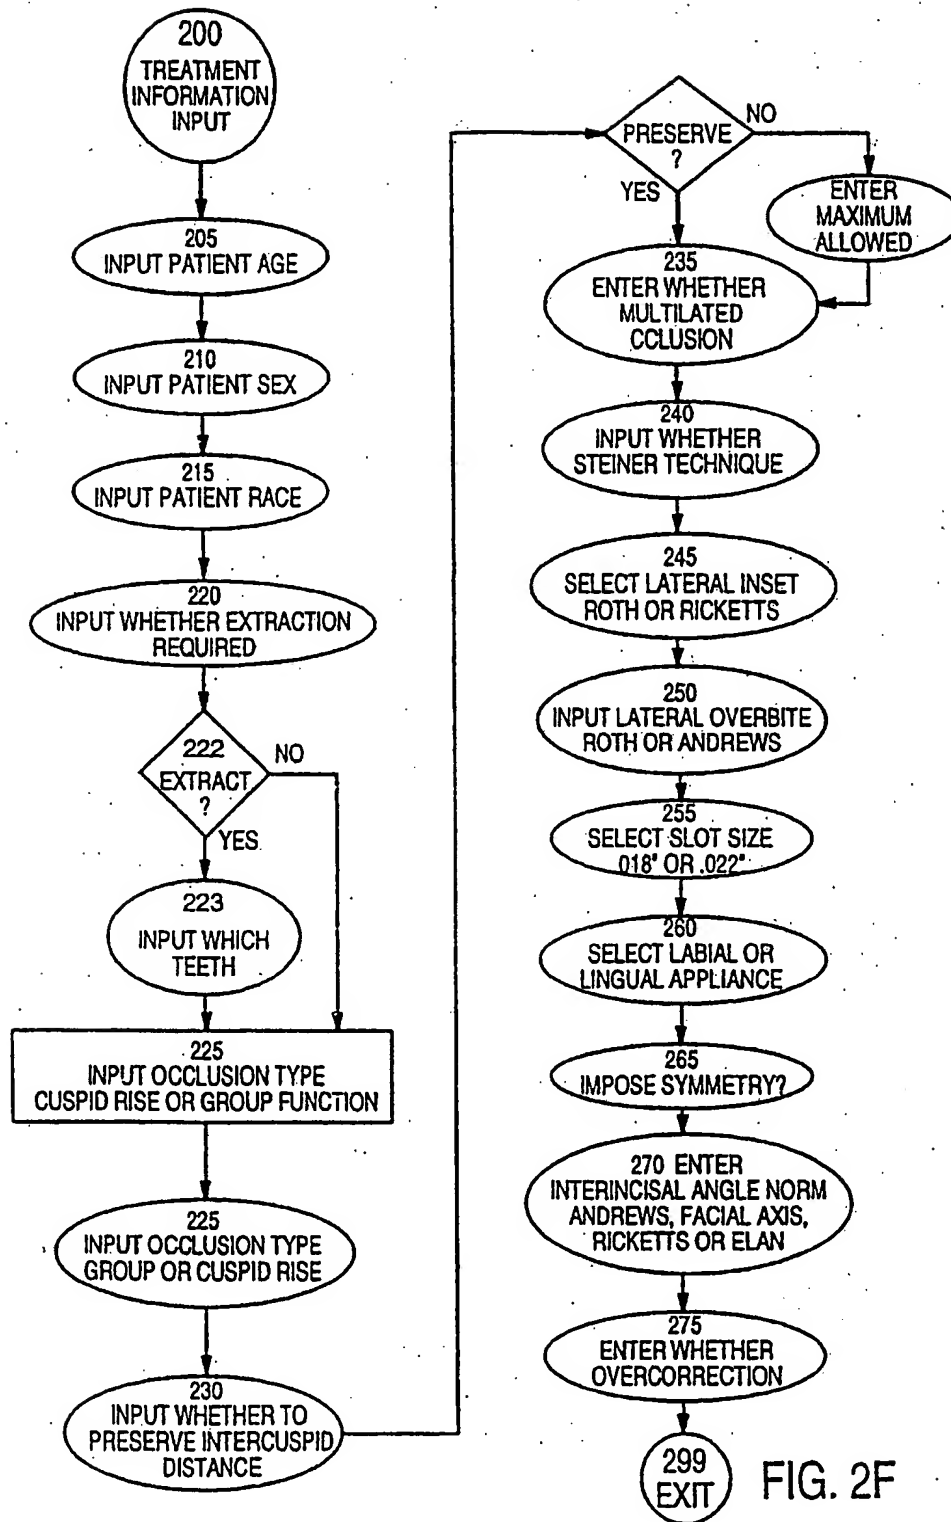 200
TREATMENT
INFORMATION
INPUT
205
INPUT PATIENT AGE
210
INPUT PATIENT SEX
215
INPUT PATIENT RACE
220
INPUT WHETHER EXTRACTION
REQUIRED
222
EXTRACT
?
NO
YES
223
INPUT WHICH
TEETH
225
INPUT OCCLUSION TYPE
CUSPID RISE OR GROUP FUNCTION
225
INPUT OCCLUSION TYPE
GROUP OR CUSPID RISE
230
INPUT WHETHER TO
PRESERVE INTERCUSPID
DISTANCE
PRESERVE
?
NO
YES
ENTER
MAXIMUM
ALLOWED
235
ENTER WHETHER
MULTILATED
CCLUSION
240
INPUT WHETHER
STEINER TECHNIQUE
245
SELECT LATERAL INSET
ROTH OR RICKETTS
250
INPUT LATERAL OVERBITE
ROTH OR ANDREWS
255
SELECT SLOT SIZE
.018" OR .022"
260
SELECT LABIAL OR
LINGUAL APPLIANCE
265
IMPOSE SYMMETRY?
270 ENTER
INTERINCISAL ANGLE NORM
ANDREWS, FACIAL AXIS,
RICKETTS OR ELAN
275
ENTER WHETHER
OVERCORRECTION
299
EXIT
FIG. 2F